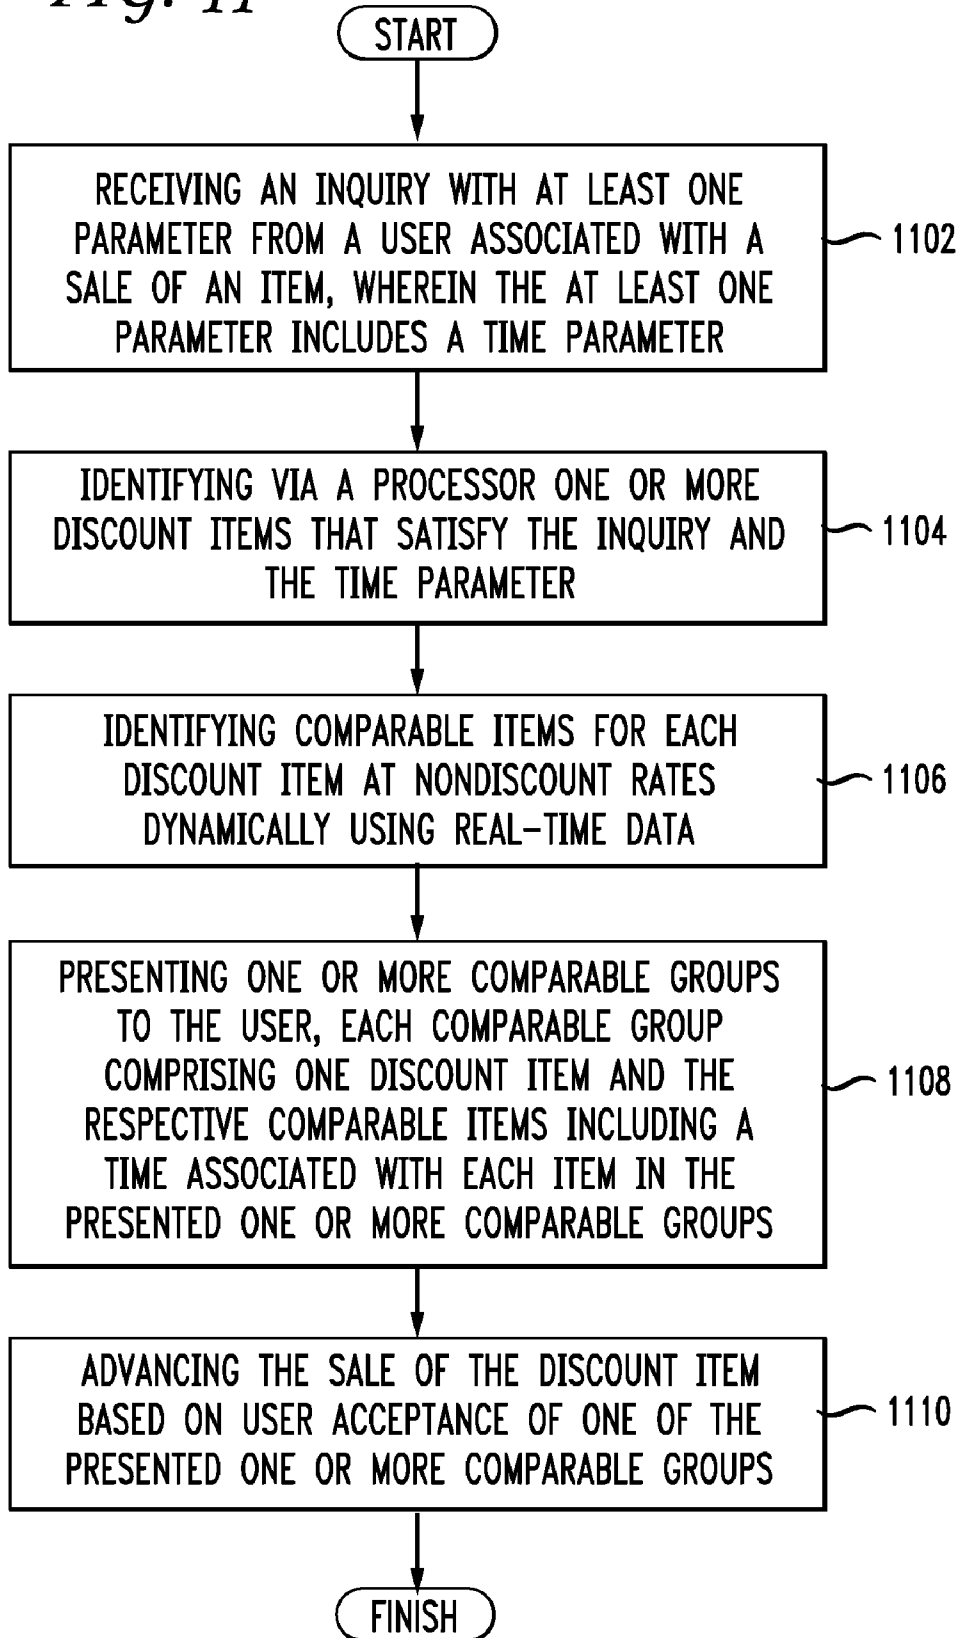 Fig. 11
START
RECEIVING AN INQUIRY WITH AT LEAST ONE
PARAMETER FROM A USER ASSOCIATED WITH A
SALE OF AN ITEM, WHEREIN THE AT LEAST ONE
PARAMETER INCLUDES A TIME PARAMETER
1102
IDENTIFYING VIA A PROCESSOR ONE OR MORE
DISCOUNT ITEMS THAT SATISFY THE INQUIRY AND
THE TIME PARAMETER
1104
IDENTIFYING COMPARABLE ITEMS FOR EACH
DISCOUNT ITEM AT NONDISCOUNT RATES
DYNAMICALLY USING REAL-TIME DATA
1106
PRESENTING ONE OR MORE COMPARABLE GROUPS
TO THE USER, EACH COMPARABLE GROUP
COMPRISING ONE DISCOUNT ITEM AND THE
RESPECTIVE COMPARABLE ITEMS INCLUDING A
TIME ASSOCIATED WITH EACH ITEM IN THE
PRESENTED ONE OR MORE COMPARABLE GROUPS
1108
ADVANCING THE SALE OF THE DISCOUNT ITEM
BASED ON USER ACCEPTANCE OF ONE OF THE
PRESENTED ONE OR MORE COMPARABLE GROUPS
1110
FINISH